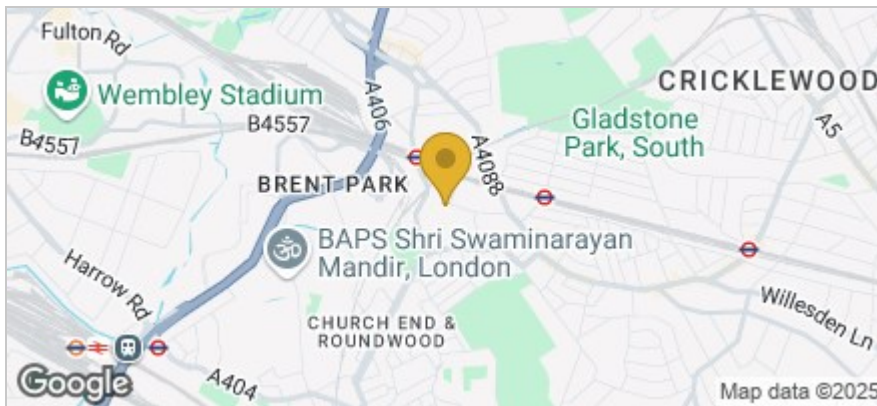 Fulton Rd
Wembley Stadium
B4557
B4557
A406
A4088
CRICKLEWOOD
A5
Gladstone
Park, South
BRENT PARK
BAPS Shri Swaminarayan
Mandir, London
Harrow Rd
CHURCH END &
ROUNDWOOD
Willesden Ln
A404
Google
Map data ©2025